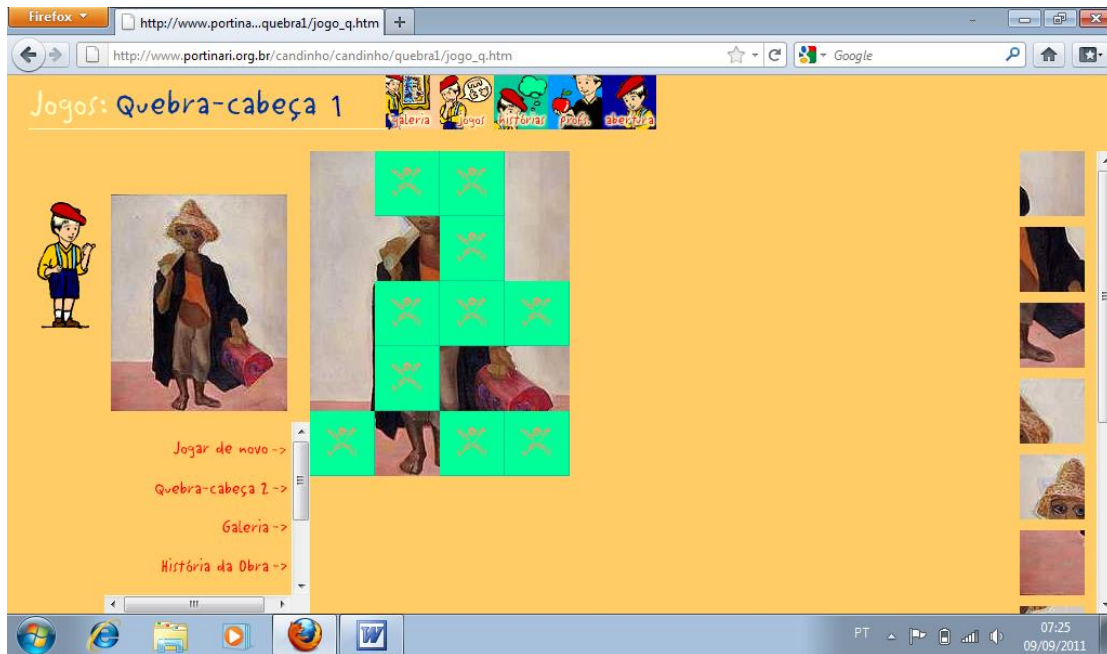 Firefox
http://www.portina...quebra1/jogo_q.htm
http://www.portinari.org.br/candinho/candinho/quebra1/jogo_q.htm
Google
Jogos: Quebra-cabeça 1
galeria
jogos
histórias
profs.
abertura
Jogar de novo ->
Quebra-cabeça 2 ->
Galeria ->
História da Obra ->
PT
07:25
09/09/2011